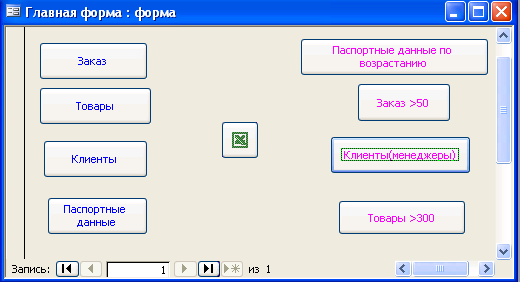 Главная форма : форма
Заказ
Товары
Клиенты
Паспортные
данные
Паспортные данные по
возрастанию
Заказ >50
Клиенты(менеджеры)
Товары >300
Запись: 1 из 1